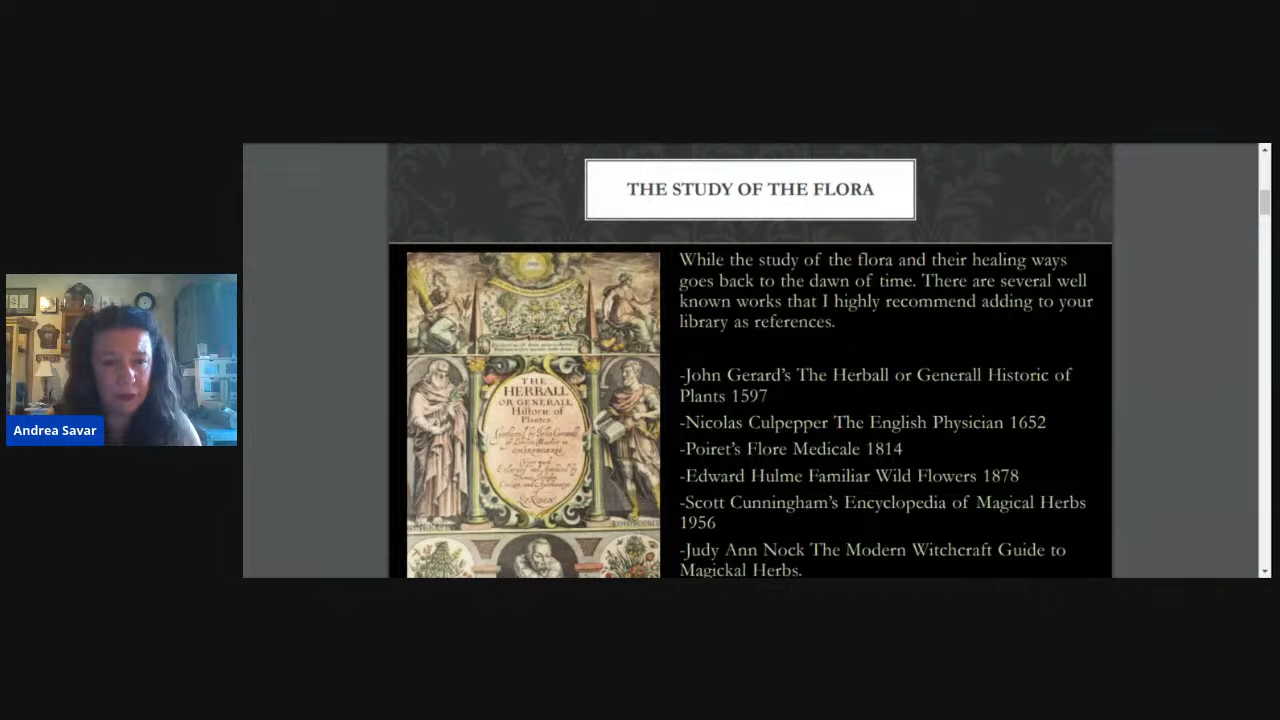 THE STUDY OF THE FLORA
While the study of the flora and their healing ways
goes back to the dawn of time. There are several well
known works that I highly recommend adding to your
library as references.
-John Gerard's The Herball or Generall Historic of
Plants 1597
-Nicolas Culpepper The English Physician 1652
-Poiret's Flore Medicale 1814
-Edward Hulme Familiar Wild Flowers 1878
-Scott Cunningham's Encyclopedia of Magical Herbs
1956
-Judy Ann Nock The Modern Witchcraft Guide to
Magickal Herbs.
THE
HERBALL
OR GENERALL
Historie of
Plantes.
Andrea Savar